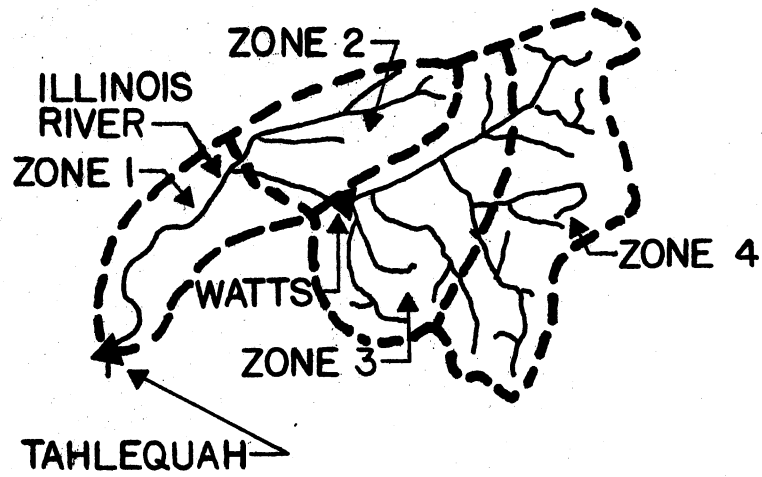 ZONE 2
ILLINOIS
RIVER
ZONE 1
WATTS
ZONE 4
ZONE 3
TAHLEQUAH